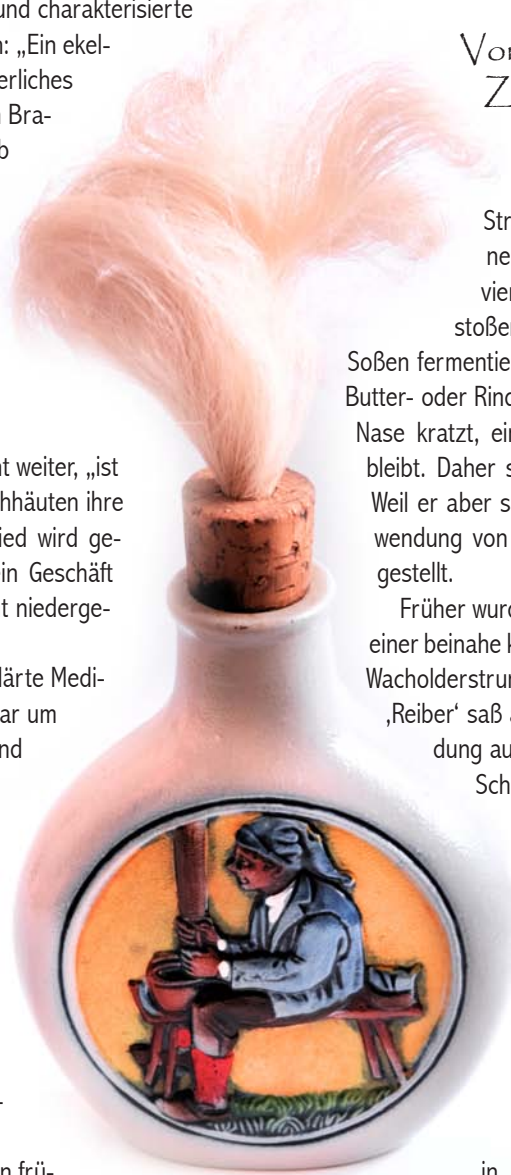 und charakterisierte
: „Ein ekel-
erliches
Bra-
b
t weiter, „ist
hhäuten ihre
ied wird ge-
in Geschäft
t niederge-
lärte Medi-
ar um
nd
-
n frü-
Vo
Z
Str
ne
vier
stoßen
Soßen fermentie
Butter- oder Rind
Nase kratzt, ei
bleibt. Daher s
Weil er aber s
wendung von
gestellt.
Früher wurd
einer beinahe k
Wacholderstrun
‚Reiber‘ saß a
dung au
Sch
in